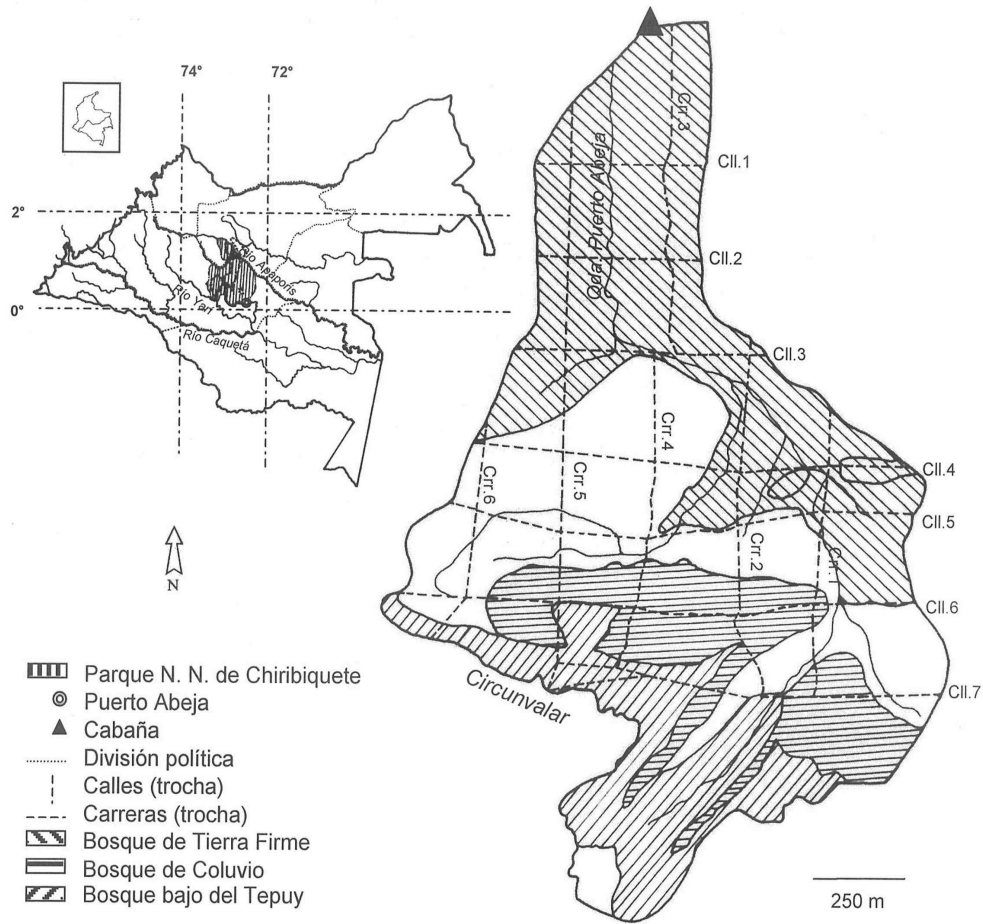 74°
72°
2°
0°
Río Apaporis
Río Yarí
Río Caquetá
N
Parque N. N. de Chiribiquete
Puerto Abeja
Cabaña
División política
Calles (trocha)
Carreras (trocha)
Bosque de Tierra Firme
Bosque de Coluvio
Bosque bajo del Tepuy
Crr.3
Qda. Puerto Abeja
Cll.1
Cll.2
Cll.3
Crr.4
Cll.4
Crr.6
Crr.5
Cll.5
Crr.2
Crr.1
Cll.6
Circunvalar
Cll.7
250 m